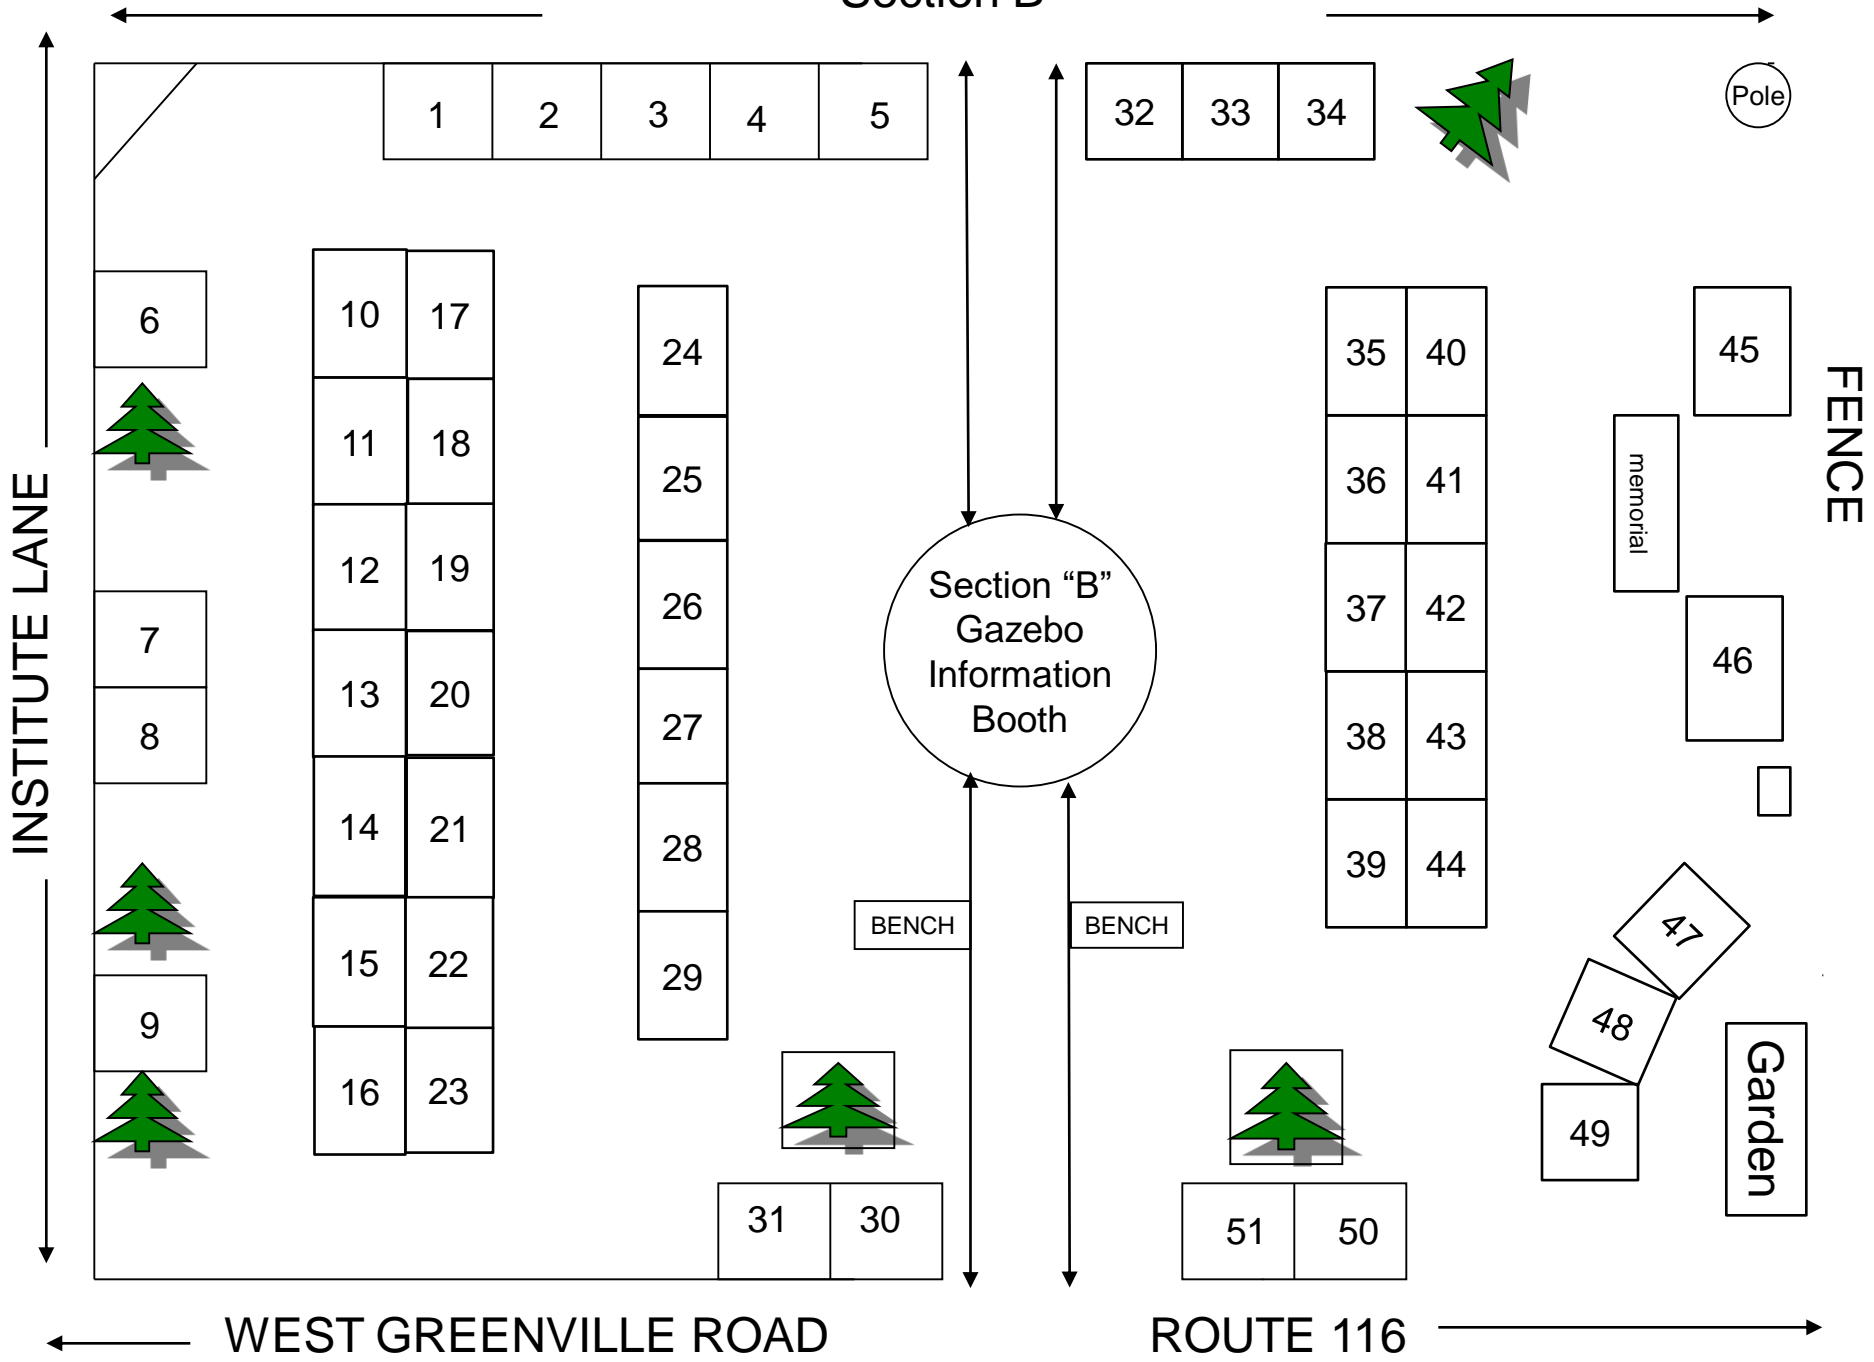 Section B
1 2 3 4 5 32 33 34 Pole
6 10 17 24 35 40 45
11 18 25 36 41 memorial FENCE
INSTITUTE LANE
12 19 26 37 42
Section “B”
Gazebo
Information
Booth
7 13 20 27 38 43 46
8 14 21 28 39 44
BENCH BENCH
15 22 29 47
9 48
16 23 49 Garden
31 30 51 50
WEST GREENVILLE ROAD ROUTE 116